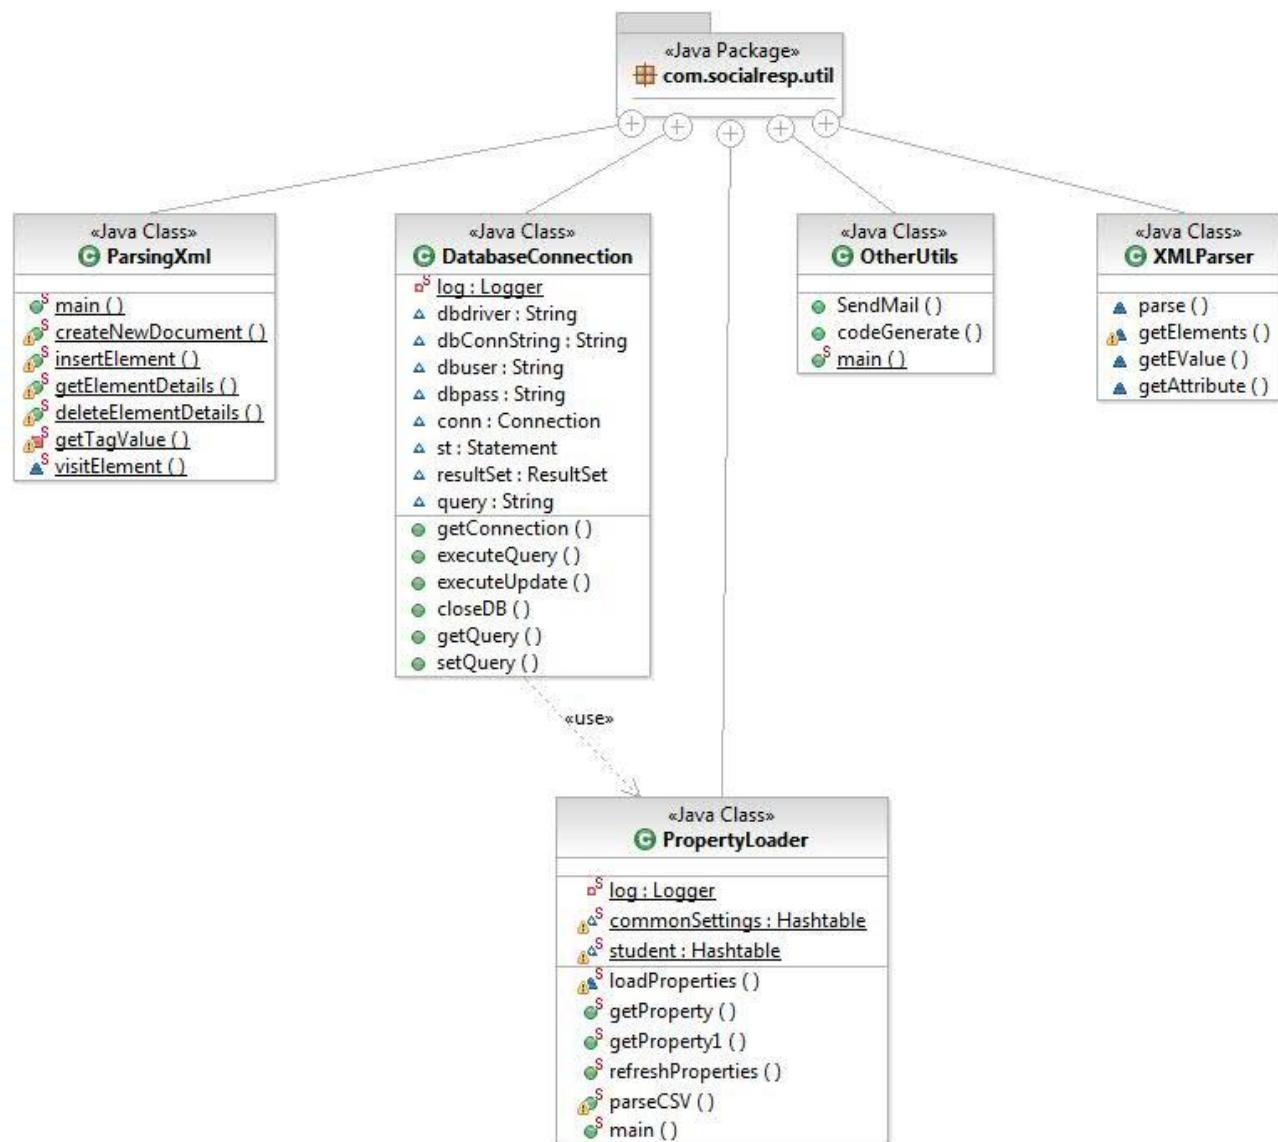 «Java Package»
com.socialresp.util
«Java Class»
ParsingXml
S main ( )
S createNewDocument ( )
S insertElement ( )
S getElementDetails ( )
S deleteElementDetails ( )
S getTagValue ( )
S visitElement ( )
«Java Class»
C DatabaseConnection
S log : Logger
dbdriver : String
dbConnString : String
dbuser : String
dbpass : String
conn : Connection
st : Statement
resultSet : ResultSet
query : String
getConnection ( )
executeQuery ( )
executeUpdate ( )
closeDB ( )
getQuery ( )
setQuery ( )
«Java Class»
C OtherUtils
SendMail ( )
codeGenerate ( )
S main ( )
«Java Class»
C XMLParser
parse ( )
getElements ( )
getEValue ( )
getAttribute ( )
«use»
«Java Class»
C PropertyLoader
S log : Logger
S commonSettings : Hashtable
S student : Hashtable
S loadProperties ( )
S getProperty ( )
S getProperty1 ( )
S refreshProperties ( )
S parseCSV ( )
S main ( )